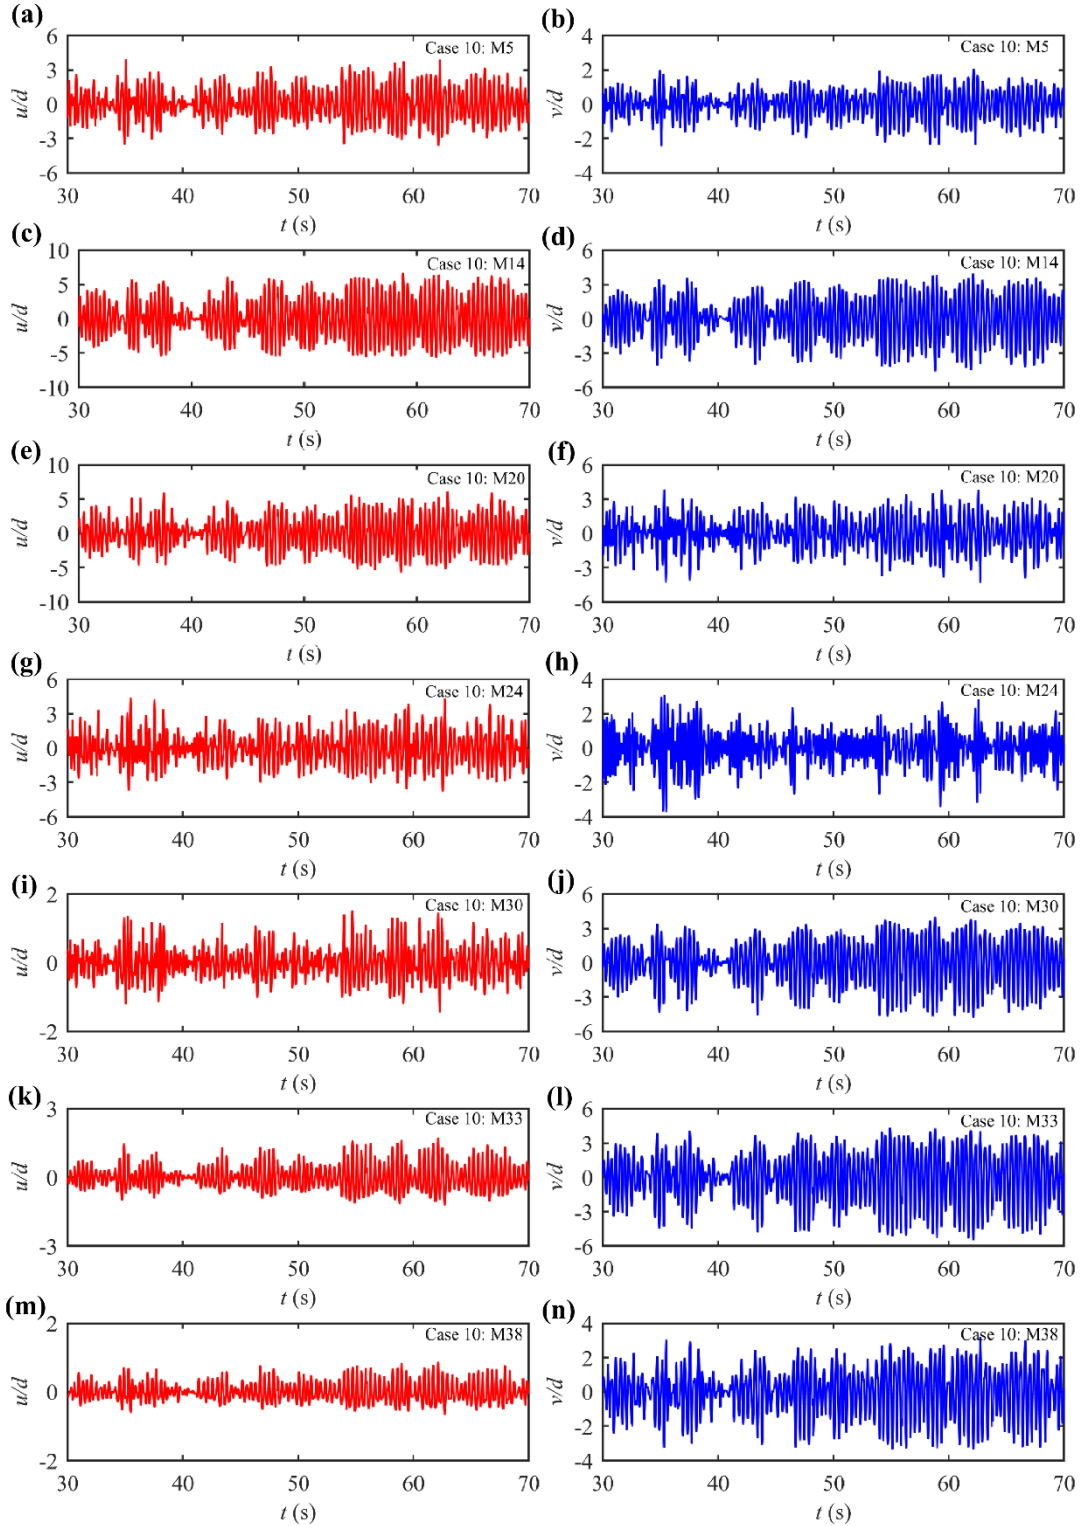 (a)
(b)
6
3
0
-3
-6
u/d
Case 10: M5
30
40
50
60
70
t (s)
4
2
0
-2
-4
v/d
Case 10: M5
30
40
50
60
70
t (s)
(c)
(d)
10
5
0
-5
-10
u/d
Case 10: M14
30
40
50
60
70
t (s)
6
3
0
-3
-6
v/d
Case 10: M14
30
40
50
60
70
t (s)
(e)
(f)
10
5
0
-5
-10
u/d
Case 10: M20
30
40
50
60
70
t (s)
6
3
0
-3
-6
v/d
Case 10: M20
30
40
50
60
70
t (s)
(g)
(h)
6
3
0
-3
-6
u/d
Case 10: M24
30
40
50
60
70
t (s)
4
2
0
-2
-4
v/d
Case 10: M24
30
40
50
60
70
t (s)
(i)
(j)
2
0
-2
u/d
Case 10: M30
30
40
50
60
70
t (s)
6
3
0
-3
-6
v/d
Case 10: M30
30
40
50
60
70
t (s)
(k)
(l)
3
0
-3
u/d
Case 10: M33
30
40
50
60
70
t (s)
6
3
0
-3
-6
v/d
Case 10: M33
30
40
50
60
70
t (s)
(m)
(n)
2
0
-2
u/d
Case 10: M38
30
40
50
60
70
t (s)
4
2
0
-2
-4
v/d
Case 10: M38
30
40
50
60
70
t (s)